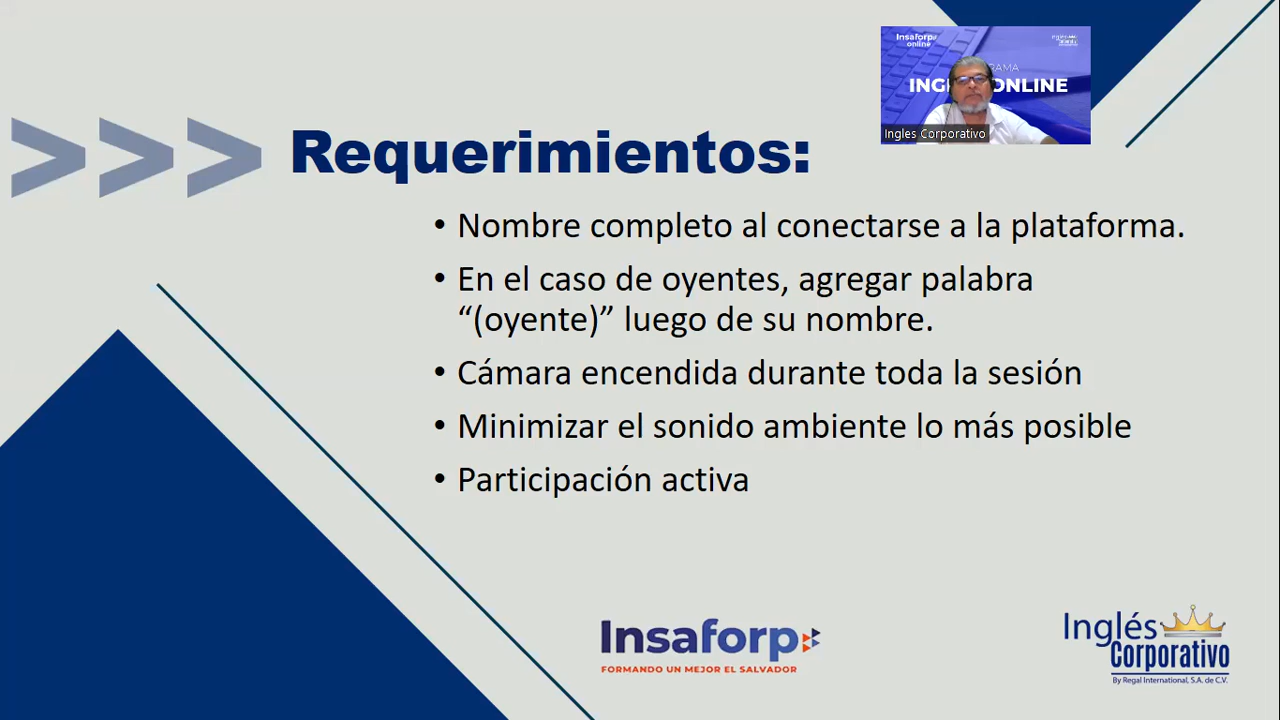 Insaforp
online
INGLÉS ONLINE
Ingles Corporativo
>>> Requerimientos:
• Nombre completo al conectarse a la plataforma.
• En el caso de oyentes, agregar palabra
“(oyente)” luego de su nombre.
• Cámara encendida durante toda la sesión
• Minimizar el sonido ambiente lo más posible
• Participación activa
Insaforp
FORMANDO UN MEJOR EL SALVADOR
Inglés
Corporativo
By Regal International, S.A. de C.V.